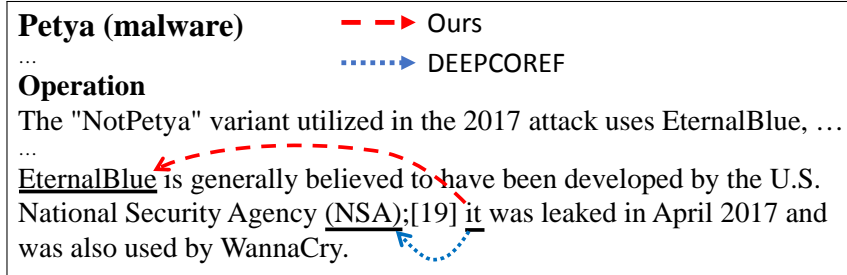 Petya (malware)
Ours
...
DEEPCOREF
Operation
The "NotPetya" variant utilized in the 2017 attack uses EternalBlue, …
...
EternalBlue is generally believed to have been developed by the U.S.
National Security Agency (NSA);[19] it was leaked in April 2017 and
was also used by WannaCry.